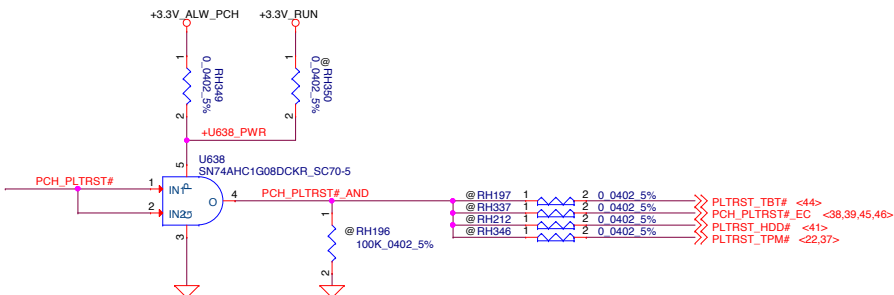 +3.3V_ALW_PCH +3.3V_RUN
1 1
RH349
0_0402_5%
@RH350
0_0402_5%
2 2
+U638_PWR
U638
SN74AHC1G08DCKR_SC70-5
5
PCH_PLTRST# 1 IN1 P
O 4 PCH_PLTRST#_AND
2 IN2 G
3
1
@RH196
100K_0402_5%
2
@RH197 1 2 0_0402_5% PLTRST_TBT# <44>
@RH337 1 2 0_0402_5% PCH_PLTRST#_EC <38,39,45,46>
@RH212 1 2 0_0402_5% PLTRST_HDD# <41>
@RH346 1 2 0_0402_5% PLTRST_TPM# <22,37>